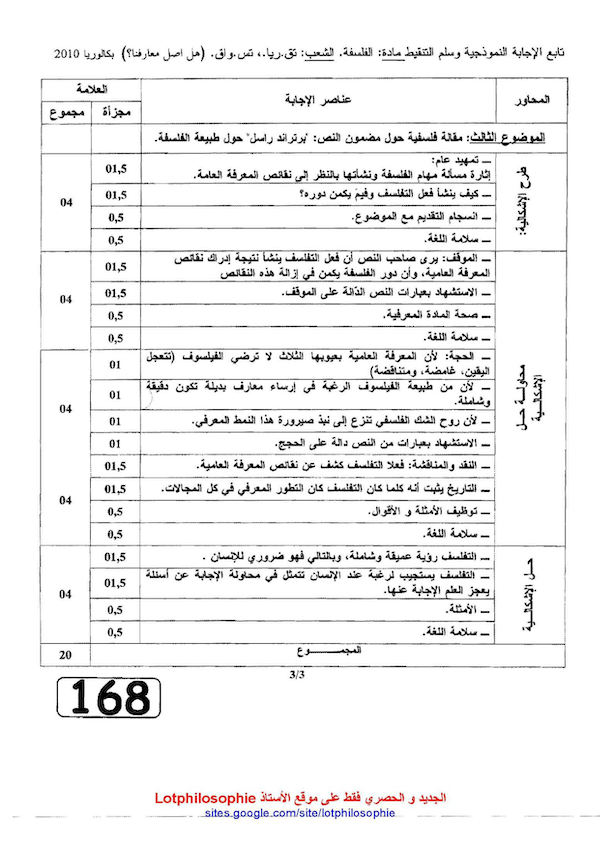 تابع الإجابة النموذجية وسلم التنقيط مادة: الفلسفة. الشعب: تق.ريا.، تس.واق. (هل اصل معارفنا؟) بكالوريا 2010
المحاور
عناصر الإجابة
العلامة
مجزأة
مجموع
الموضوع الثالث: مقالة فلسفية حول مضمون النص: "برتراند راسل" حول طبيعة الفلسفة.
طرح الإشكالية:
ـ تمهيد عام:
إثارة مسألة مهام الفلسفة ونشأتها بالنظر إلى نقائص المعرفة العامة.
01,5
ـ كيف ينشأ فعل التفلسف وفيمَ يكمن دوره؟
01,5
ـ انسجام التقديم مع الموضوع.
0,5
ـ سلامة اللغة.
0,5
04
محاولة حل الإشكالية
ـ الموقف: يرى صاحب النص أن فعل التفلسف ينشأ نتيجة إدراك نقائص
المعرفة العامية، وأن دور الفلسفة يكمن في إزالة هذه النقائص
01,5
ـ الاستشهاد بعبارات النص الدّالة على الموقف.
01,5
ـ صحة المادة المعرفية.
0,5
ـ سلامة اللغة.
0,5
04
ـ الحجة: لأن المعرفة العامية بعيوبها الثلاث لا ترضي الفيلسوف (تتعجل
اليقين، غامضة، ومتناقضة)
01
ـ لأن من طبيعة الفيلسوف الرغبة في إرساء معارف بديلة تكون دقيقة
وشاملة.
01
ـ لأن روح الشك الفلسفي تنزع إلى نبذ صيرورة هذا النمط المعرفي.
01
ـ الاستشهاد بعبارات من النص دالة على الحجج.
01
04
ـ النقد والمناقشة: فعلا التفلسف كشف عن نقائص المعرفة العامية.
01,5
ـ التاريخ يثبت أنه كلما كان التفلسف كان التطور المعرفي في كل المجالات.
01,5
ـ توظيف الأمثلة و الأقوال.
0,5
ـ سلامة اللغة.
0,5
04
حل الإشكالية
ـ التفلسف رؤية عميقة وشاملة، وبالتالي فهو ضروري للإنسان .
01,5
ـ التفلسف يستجيب لرغبة عند الإنسان تتمثل في محاولة الإجابة عن أسئلة
يعجز العلم الإجابة عنها.
01,5
ـ الأمثلة.
0,5
ـ سلامة اللغة.
0,5
04
المجموع
20
3/3
168
الجديد و الحصري فقط على موقع الأستاذ Lotphilosophie
sites.google.com/site/lotphilosophie